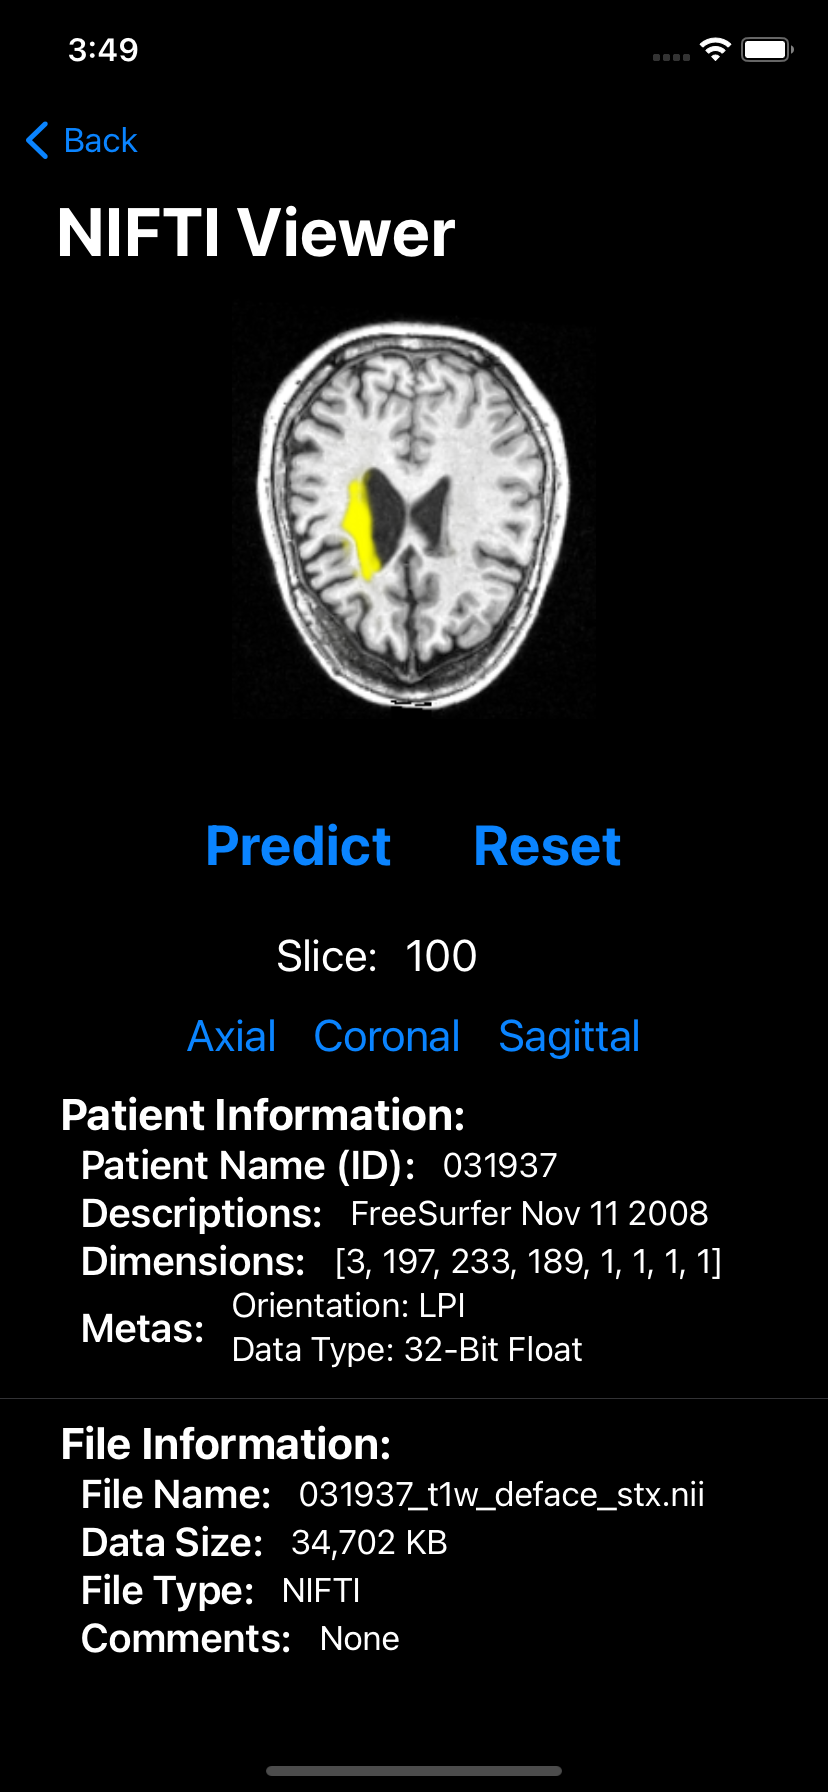 3:49
Back
NIFTI Viewer
Predict Reset
Slice: 100
Axial Coronal Sagittal
Patient Information:
Patient Name (ID): 031937
Descriptions: FreeSurfer Nov 11 2008
Dimensions: [3, 197, 233, 189, 1, 1, 1, 1]
Metas: Orientation: LPI
Data Type: 32-Bit Float
File Information:
File Name: 031937_t1w_deface_stx.nii
Data Size: 34,702 KB
File Type: NIFTI
Comments: None